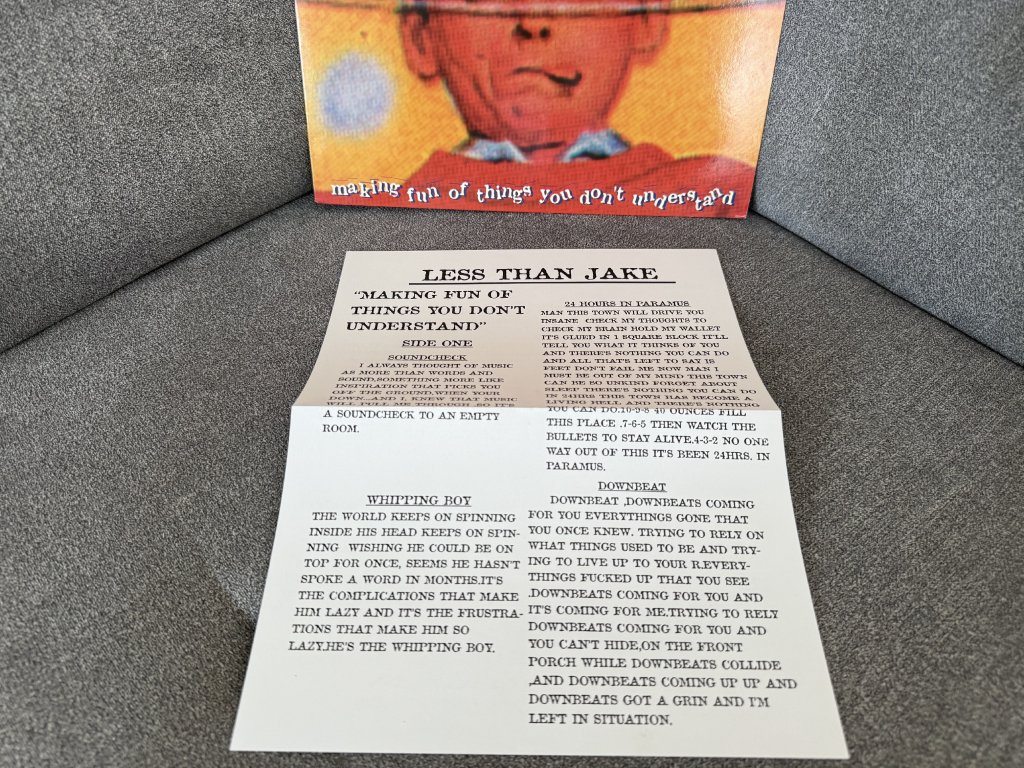 making fun of things you don't understand
LESS THAN JAKE
"MAKING FUN OF
THINGS YOU DON'T
UNDERSTAND"
SIDE ONE
SOUNDCHECK
I ALWAYS THOUGHT OF MUSIC
AS MORE THAN WORDS AND
SOUND,SOMETHING MORE LIKE
INSPIRATION THAT PICKS YOU
OFF THE GROUND,WHEN YOUR
DOWN...AND I, KNEW THAT MUSIC
WILL PULL ME THROUGH ,SO IT'S
A SOUNDCHECK TO AN EMPTY
ROOM.
WHIPPING BOY
THE WORLD KEEPS ON SPINNING
INSIDE HIS HEAD KEEPS ON SPIN-
NING WISHING HE COULD BE ON
TOP FOR ONCE, SEEMS HE HASN'T
SPOKE A WORD IN MONTHS.IT'S
THE COMPLICATIONS THAT MAKE
HIM LAZY AND IT'S THE FRUSTRA-
TIONS THAT MAKE HIM SO
LAZY.HE'S THE WHIPPING BOY.
24 HOURS IN PARAMUS
MAN THIS TOWN WILL DRIVE YOU
INSANE CHECK MY THOUGHTS TO
CHECK MY BRAIN HOLD MY WALLET
IT'S GLUED IN 1 SQUARE BLOCK IT'LL
TELL YOU WHAT IT THINKS OF YOU
AND THERE'S NOTHING YOU CAN DO
AND ALL THAT'S LEFT TO SAY IS
FEET DON'T FAIL ME NOW MAN I
MUST BE OUT OF MY MIND THIS TOWN
CAN BE SO UNKIND FORGET ABOUT
SLEEP THERE'S NOTHING YOU CAN DO
IN 24HRS THIS TOWN HAS BECOME A
LIVING HELL AND THERE'S NOTHING
YOU CAN DO.10-9-8 40 OUNCES FILL
THIS PLACE .7-6-5 THEN WATCH THE
BULLETS TO STAY ALIVE.4-3-2 NO ONE
WAY OUT OF THIS IT'S BEEN 24HRS. IN
PARAMUS.
DOWNBEAT
DOWNBEAT ,DOWNBEATS COMING
FOR YOU EVERYTHINGS GONE THAT
YOU ONCE KNEW. TRYING TO RELY ON
WHAT THINGS USED TO BE AND TRY-
ING TO LIVE UP TO YOUR R.EVERY-
THINGS FUCKED UP THAT YOU SEE
.DOWNBEATS COMING FOR YOU AND
IT'S COMING FOR ME.TRYING TO RELY
DOWNBEATS COMING FOR YOU AND
YOU CAN'T HIDE,ON THE FRONT
PORCH WHILE DOWNBEATS COLLIDE
,AND DOWNBEATS COMING UP UP AND
DOWNBEATS GOT A GRIN AND I'M
LEFT IN SITUATION.